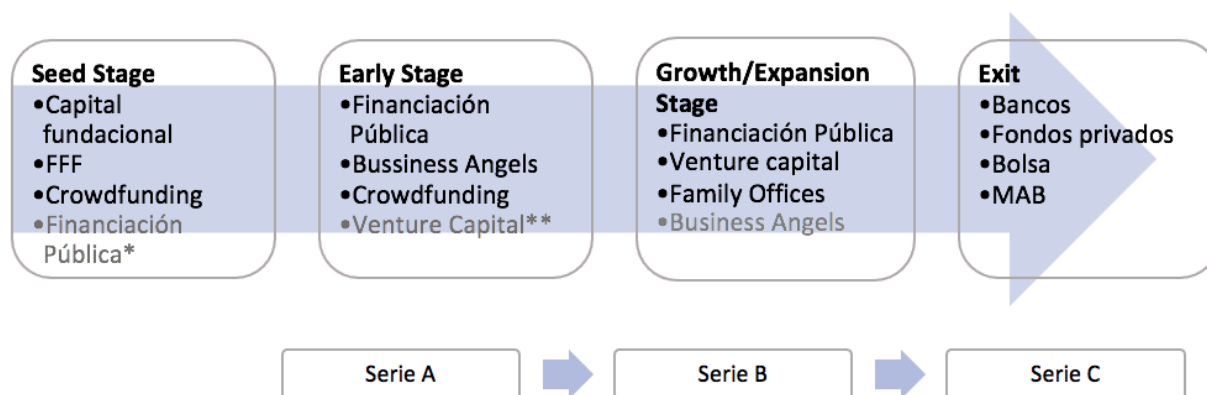 Seed Stage
•Capital
fundacional
•FFF
•Crowdfunding
•Financiación
Pública*
Early Stage
•Financiación
Pública
•Bussiness Angels
•Crowdfunding
•Venture Capital**
Growth/Expansion
Stage
•Financiación Pública
•Venture capital
•Family Offices
•Business Angels
Exit
•Bancos
•Fondos privados
•Bolsa
•MAB
Serie A
Serie B
Serie C